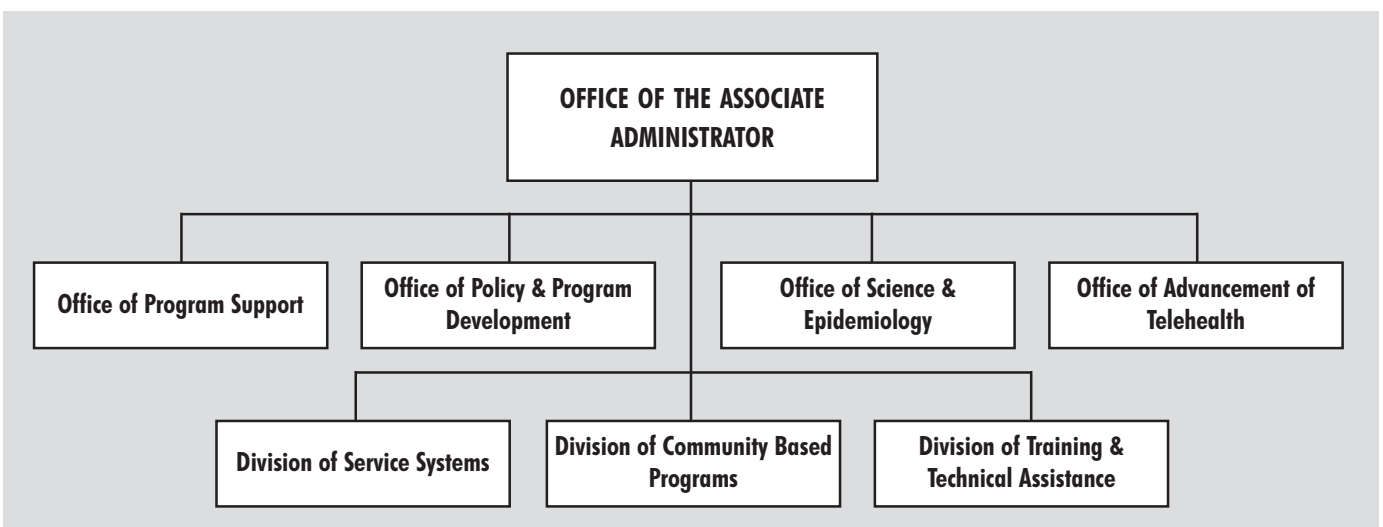 OFFICE OF THE ASSOCIATE
ADMINISTRATOR
Office of Program Support
Office of Policy & Program
Development
Office of Science &
Epidemiology
Office of Advancement of
Telehealth
Division of Service Systems
Division of Community Based
Programs
Division of Training &
Technical Assistance